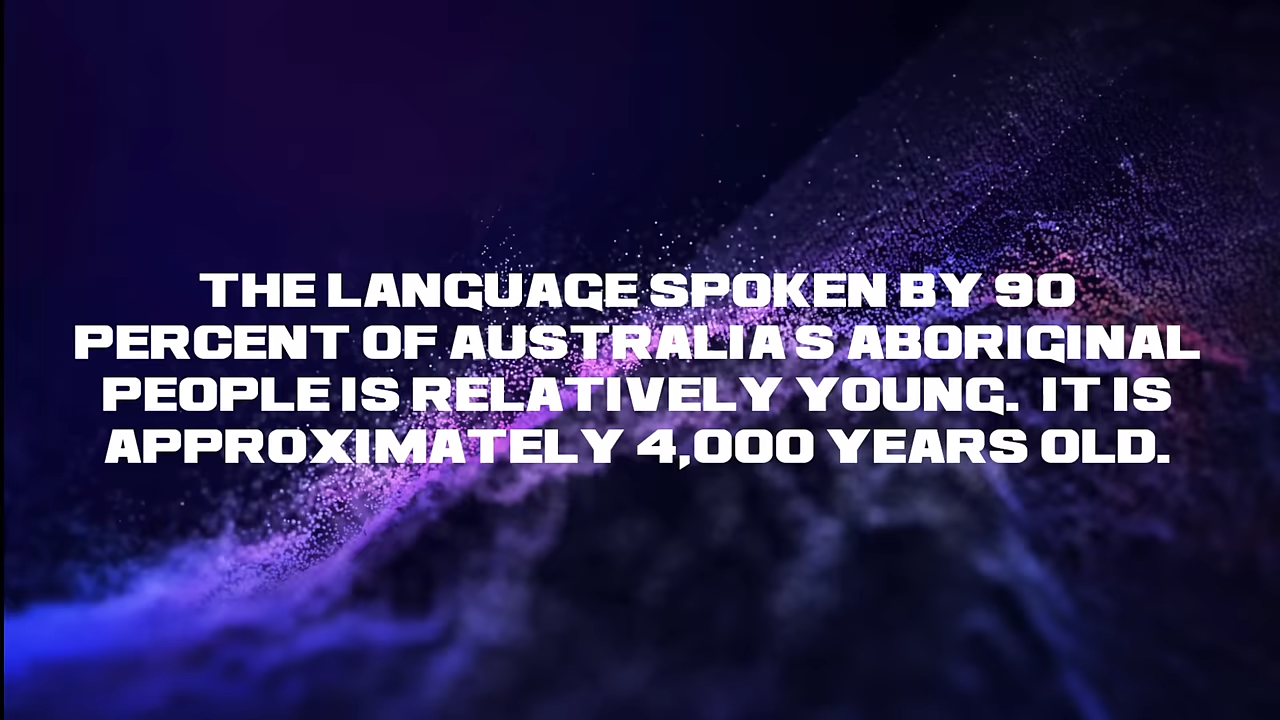 THE LANGUAGE SPOKEN BY 90
PERCENT OF AUSTRALIA S ABORIGINAL
PEOPLE IS RELATIVELY YOUNG. IT IS
APPROXIMATELY 4,000 YEARS OLD.